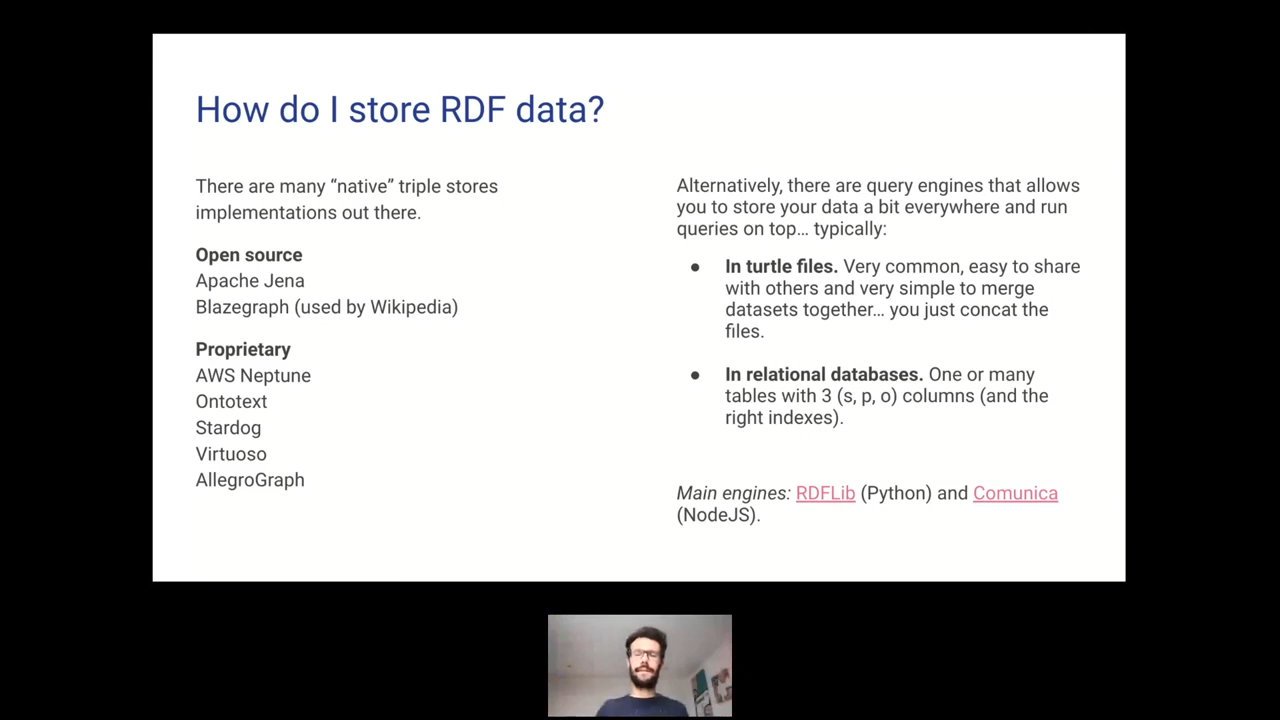 How do I store RDF data?
There are many “native” triple stores
implementations out there.
Open source
Apache Jena
Blazegraph (used by Wikipedia)
Proprietary
AWS Neptune
Ontotext
Stardog
Virtuoso
AllegroGraph
Alternatively, there are query engines that allows
you to store your data a bit everywhere and run
queries on top… typically:
● In turtle files. Very common, easy to share
with others and very simple to merge
datasets together… you just concat the
files.
● In relational databases. One or many
tables with 3 (s, p, o) columns (and the
right indexes).
Main engines: RDFLib (Python) and Comunica
(NodeJS).